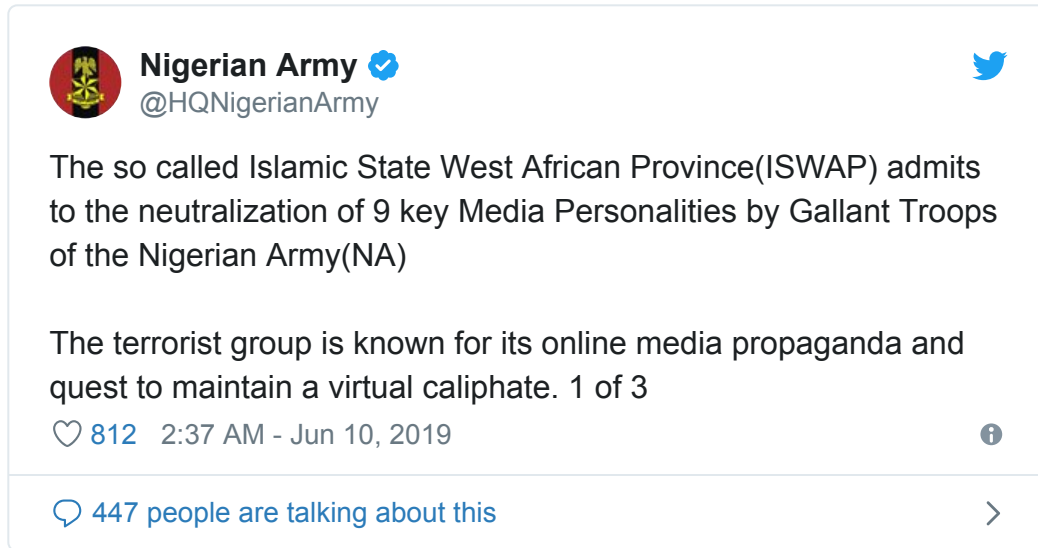 Nigerian Army
@HQNigerianArmy
The so called Islamic State West African Province(ISWAP) admits
to the neutralization of 9 key Media Personalities by Gallant Troops
of the Nigerian Army(NA)
The terrorist group is known for its online media propaganda and
quest to maintain a virtual caliphate. 1 of 3
812 2:37 AM - Jun 10, 2019
447 people are talking about this